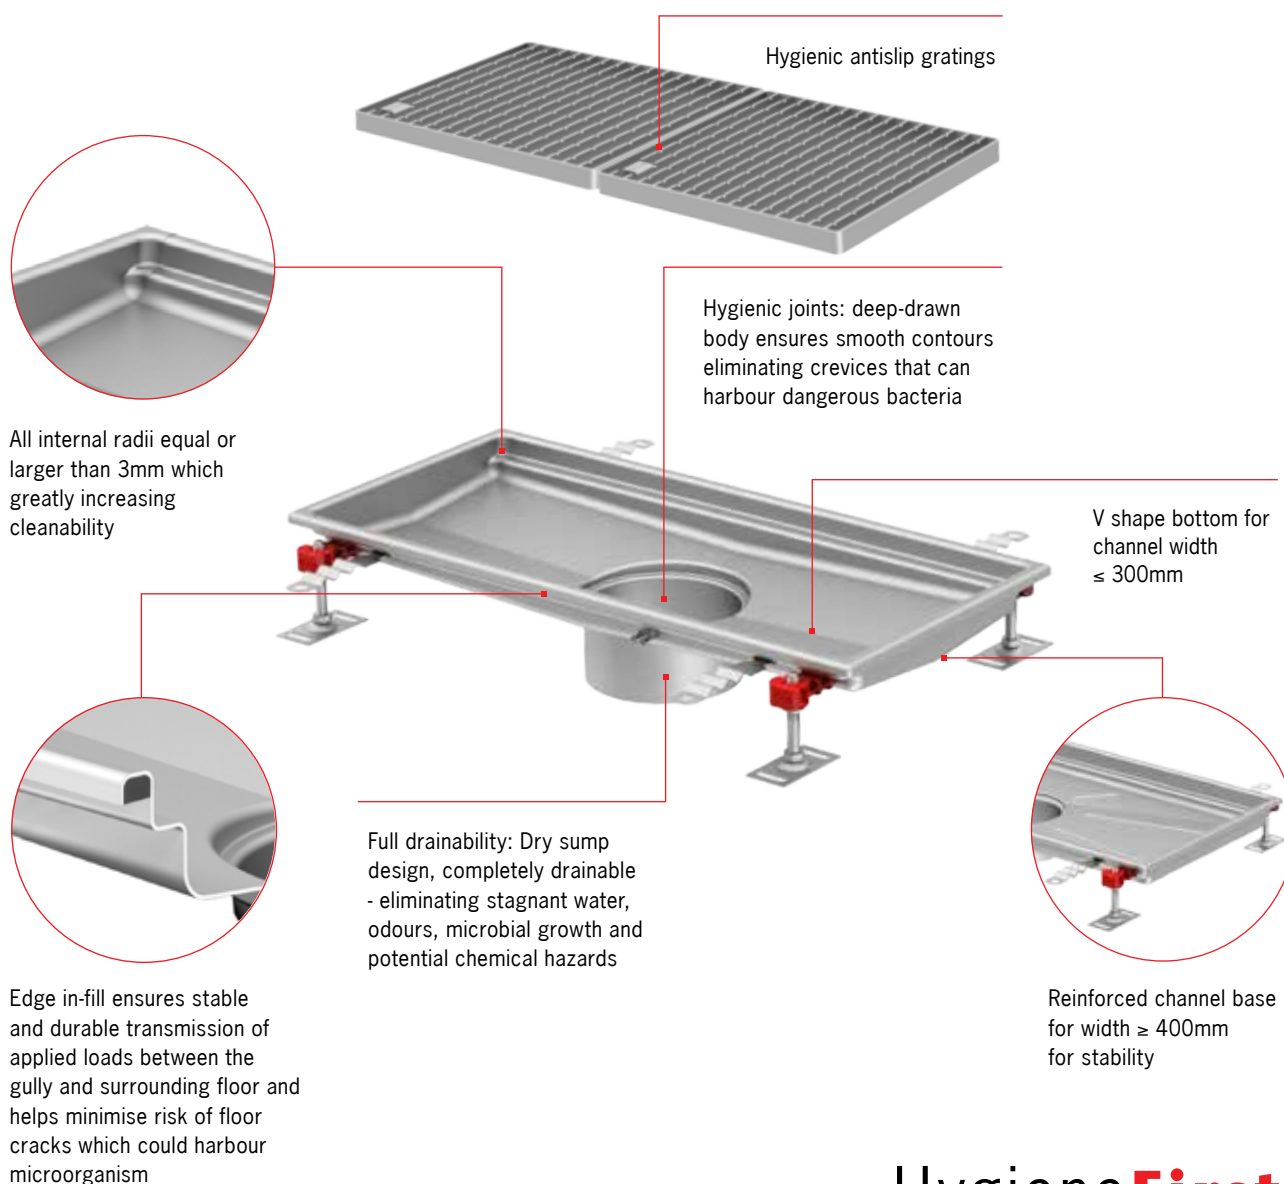 Hygienic antislip gratings
Hygienic joints: deep-drawn
body ensures smooth contours
eliminating crevices that can
harbour dangerous bacteria
All internal radii equal or
larger than 3mm which
greatly increasing
cleanability
V shape bottom for
channel width
≤ 300mm
Full drainability: Dry sump
design, completely drainable
- eliminating stagnant water,
odours, microbial growth and
potential chemical hazards
Edge in-fill ensures stable
and durable transmission of
applied loads between the
gully and surrounding floor and
helps minimise risk of floor
cracks which could harbour
microorganism
Reinforced channel base
for width ≥ 400mm
for stability
HygieneFirst